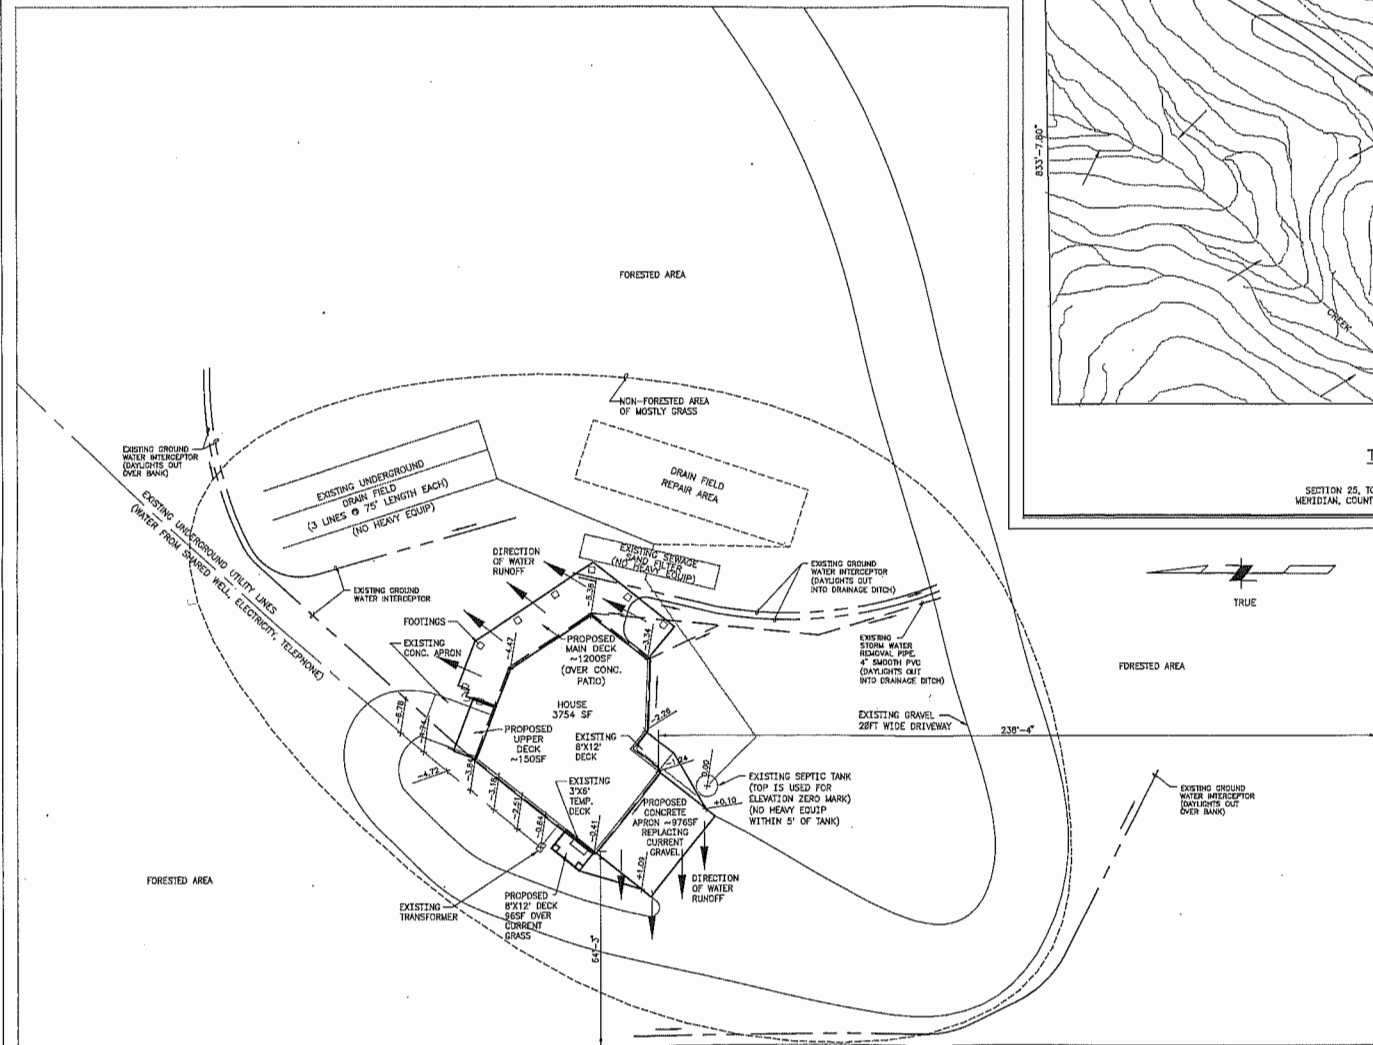 833'-7.80"
CREEK
SECTION 25, TO
MERIDIAN, COUNT
TRUE
FORESTED AREA
NON-FORESTED AREA
OF MOSTLY GRASS
EXISTING GROUND
WATER INTERCEPTOR
(DAYLIGHTS OUT
OVER BANK)
EXISTING UNDERGROUND
DRAIN FIELD
(3 LINES @ 75' LENGTH EACH)
(NO HEAVY EQUIP)
DRAIN FIELD
REPAIR AREA
EXISTING UNDERGROUND UTILITY LINES
(WATER FROM SHARED WELL, ELECTRICITY, TELEPHONE)
DIRECTION
OF WATER
RUNOFF
EXISTING SEWAGE
SAND FILTER
(NO HEAVY EQUIP)
EXISTING GROUND
WATER INTERCEPTOR
(DAYLIGHTS OUT
INTO DRAINAGE DITCH)
EXISTING GROUND
WATER INTERCEPTOR
FOOTINGS
EXISTING
CONC. APRON
-5.38
-4.47
-3.34
PROPOSED
MAIN DECK
~1200SF
(OVER CONC.
PATIO)
EXISTING
STORM WATER
REMOVAL PIPE
4" SMOOTH PVC
(DAYLIGHTS OUT
INTO DRAINAGE DITCH)
FORESTED AREA
HOUSE
3754 SF
-6.78
-2.26
EXISTING GRAVEL
20FT WIDE DRIVEWAY
238'-4"
PROPOSED
UPPER
DECK
~150SF
EXISTING
8'X12'
DECK
-1.24
0.00
-4.72
EXISTING
3'X6'
TEMP.
DECK
EXISTING SEPTIC TANK
(TOP IS USED FOR
ELEVATION ZERO MARK)
(NO HEAVY EQUIP
WITHIN 5' OF TANK)
+0.10
-2.51
-0.84
-0.41
PROPOSED
CONCRETE
APRON ~976SF
REPLACING
CURRENT
GRAVEL
+1.09
EXISTING GROUND
WATER INTERCEPTOR
(DAYLIGHTS OUT
OVER BANK)
FORESTED AREA
DIRECTION
OF WATER
RUNOFF
EXISTING
TRANSFORMER
PROPOSED
8'X12' DECK
96SF OVER
CURRENT
GRASS
641'-3"